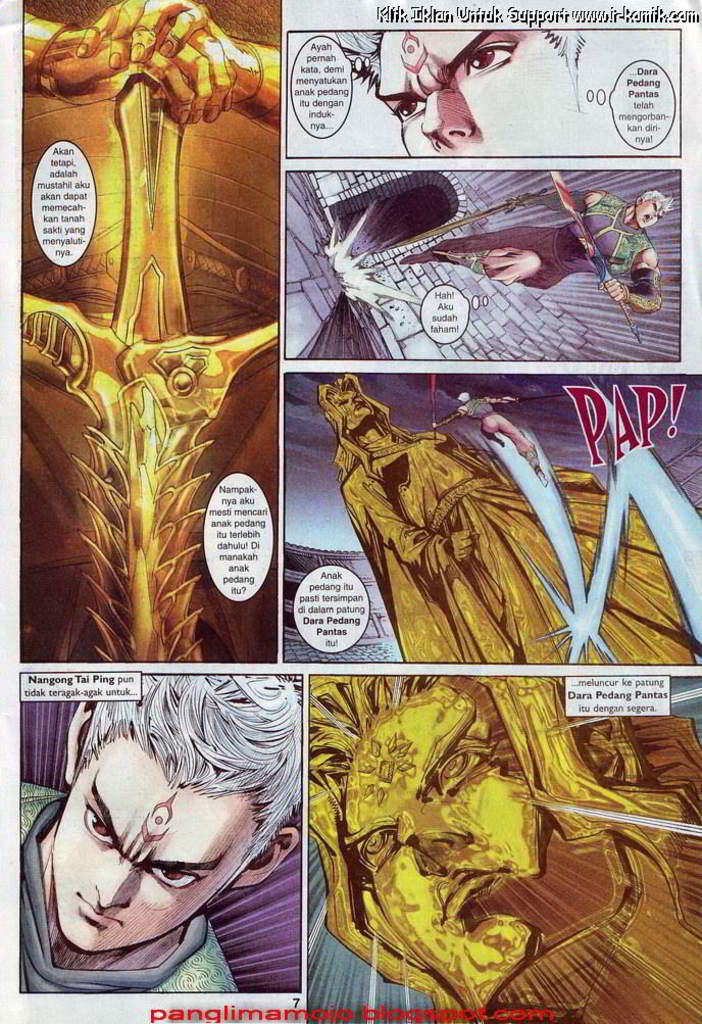 Klik Iklan Untuk Support www.ir-komik.com
Akan
tetapi,
adalah
mustahil aku
akan dapat
memecah-
kan tanah
sakti yang
menyaluti-
nya.
Nampak-
nya aku
mesti mencari
anak pedang
itu terlebih
dahulu! Di
manakah
anak
pedang
itu?
Ayah
pernah
kata, demi
menyatukan
anak pedang
itu dengan
induk-
nya...
...Dara
Pedang
Pantas
telah
mengorban-
kan diri-
nya!
Hah!
Aku
sudah
faham!
PAP!
Anak
pedang itu
pasti tersimpan
di dalam patung
Dara Pedang
Pantas
itu!
Nangong Tai Ping pun
tidak teragak-agak untuk...
...meluncur ke patung
Dara Pedang Pantas
itu dengan segera.
7
panglimamojo.blogspot.com